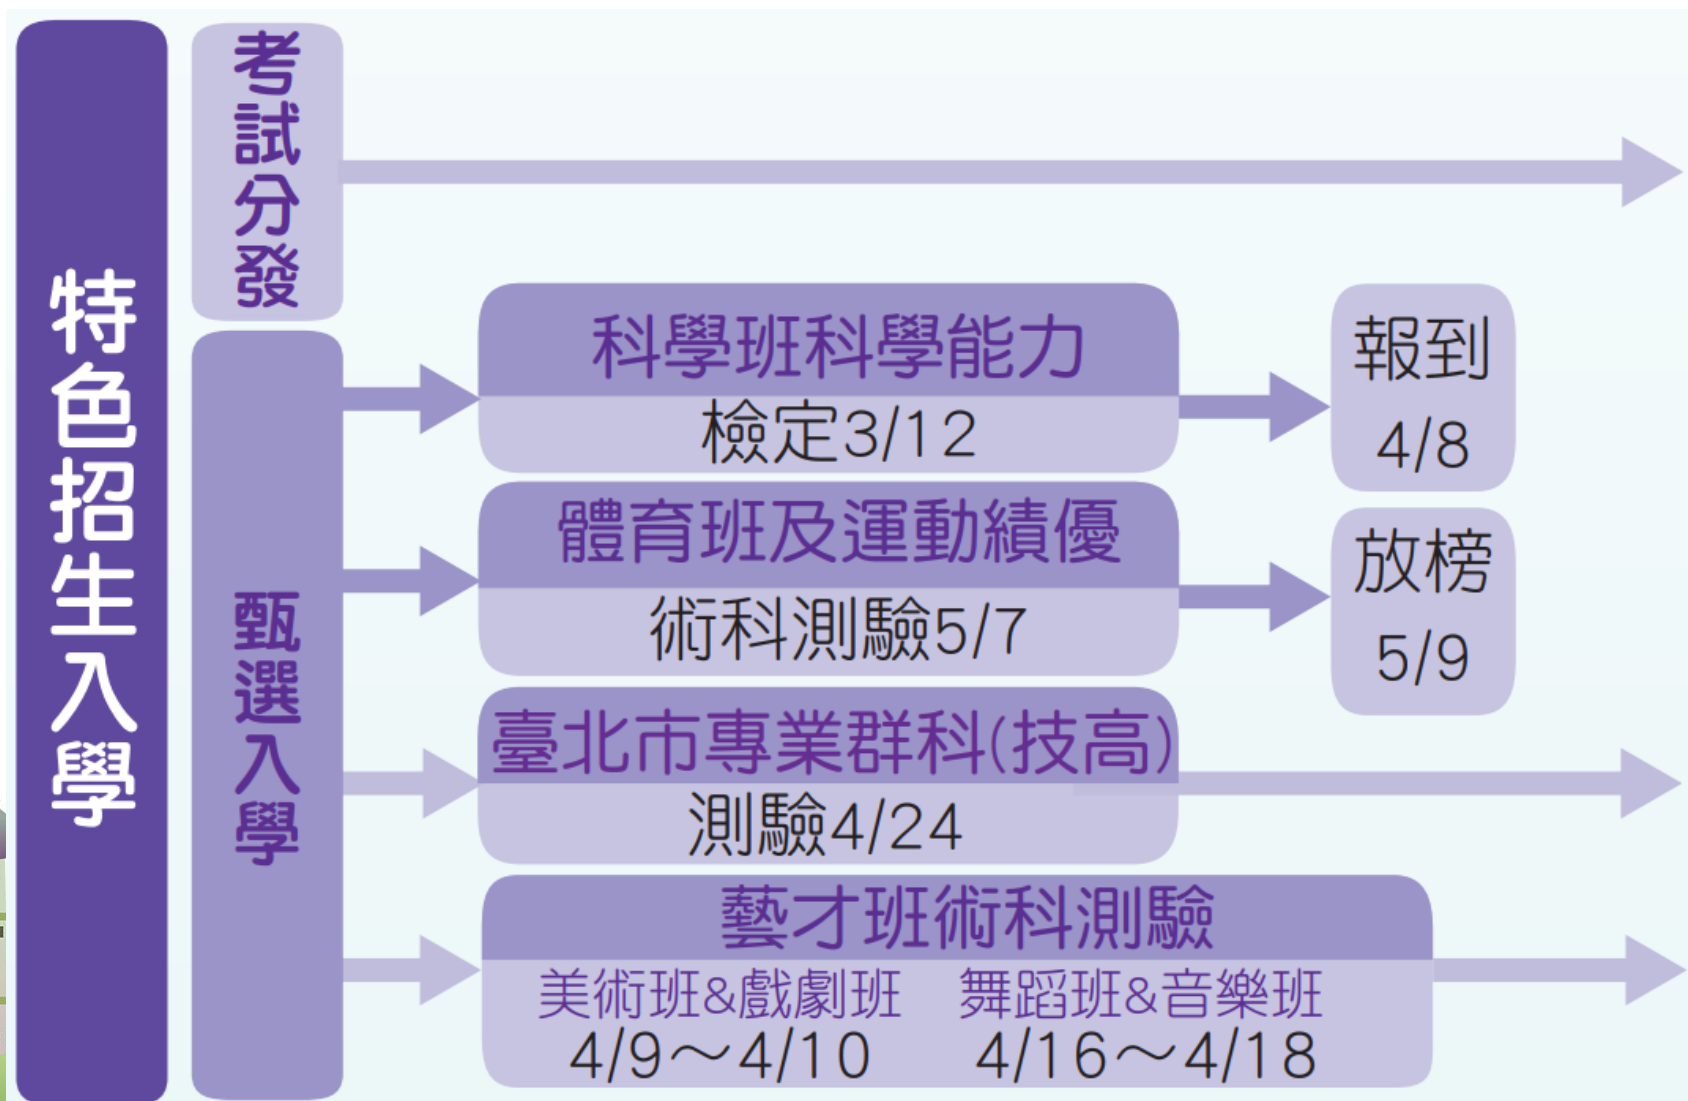 特色招生入學
考試分發
甄選入學
科學班科學能力
檢定3/12
報到
4/8
體育班及運動績優
術科測驗5/7
放榜
5/9
臺北市專業群科(技高)
測驗4/24
藝才班術科測驗
美術班&戲劇班 舞蹈班&音樂班
4/9～4/10 4/16～4/18